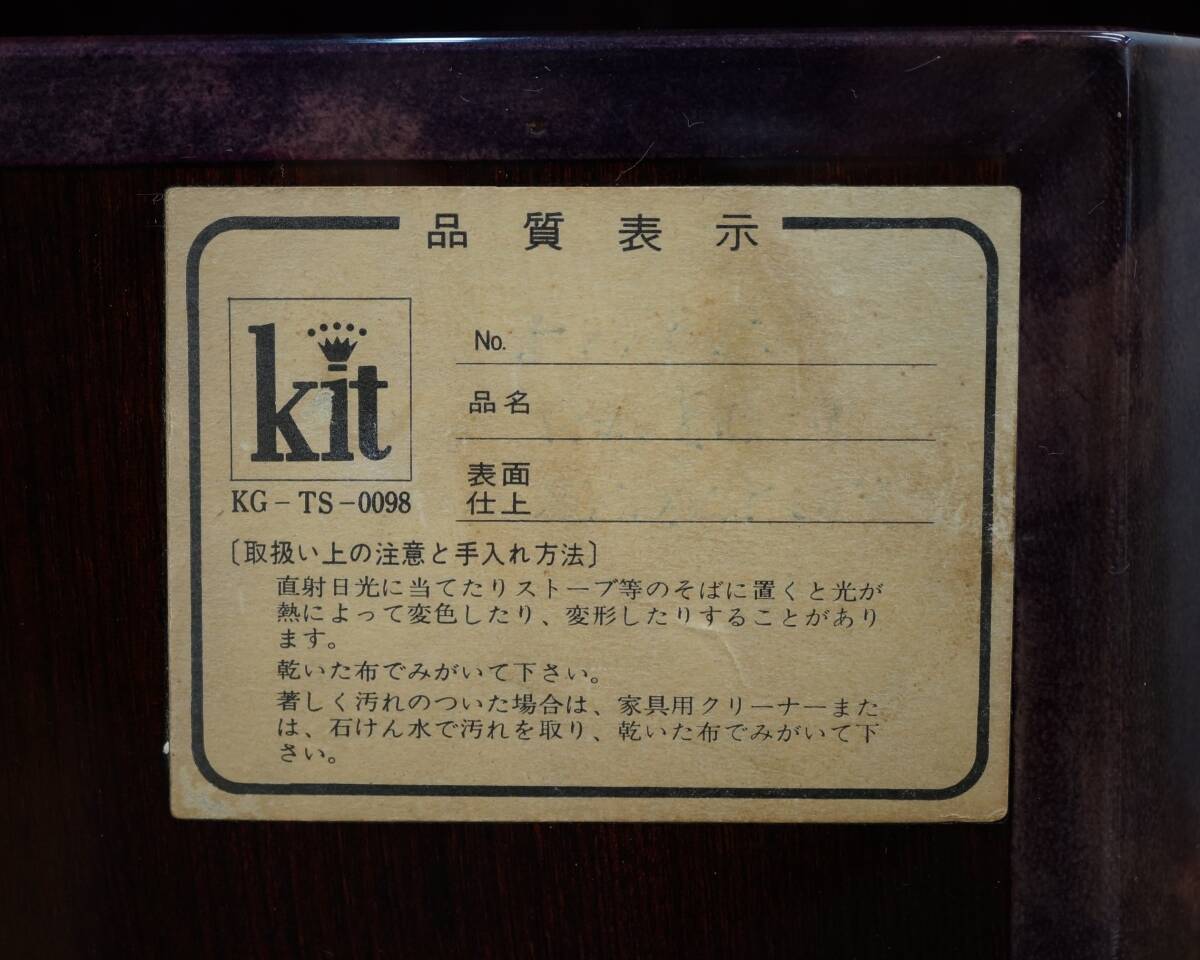 品質表示
kit
KG-TS-0098
No.
品名
表面
仕上
〔取扱い上の注意と手入れ方法〕
直射日光に当てたりストーブ等のそばに置くと光が
熱によって変色したり、変形したりすることがあり
ます。
乾いた布でみがいて下さい。
著しく汚れのついた場合は、家具用クリーナーまた
は、石けん水で汚れを取り、乾いた布でみがいて下
さい。